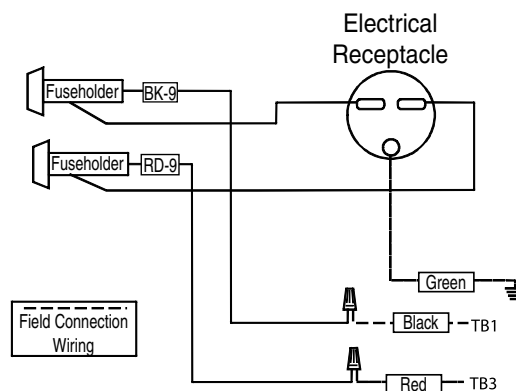 Electrical
Receptacle
Fuseholder
BK-9
Fuseholder
RD-9
Green
Field Connection
Wiring
Black
TB1
Red
TB3